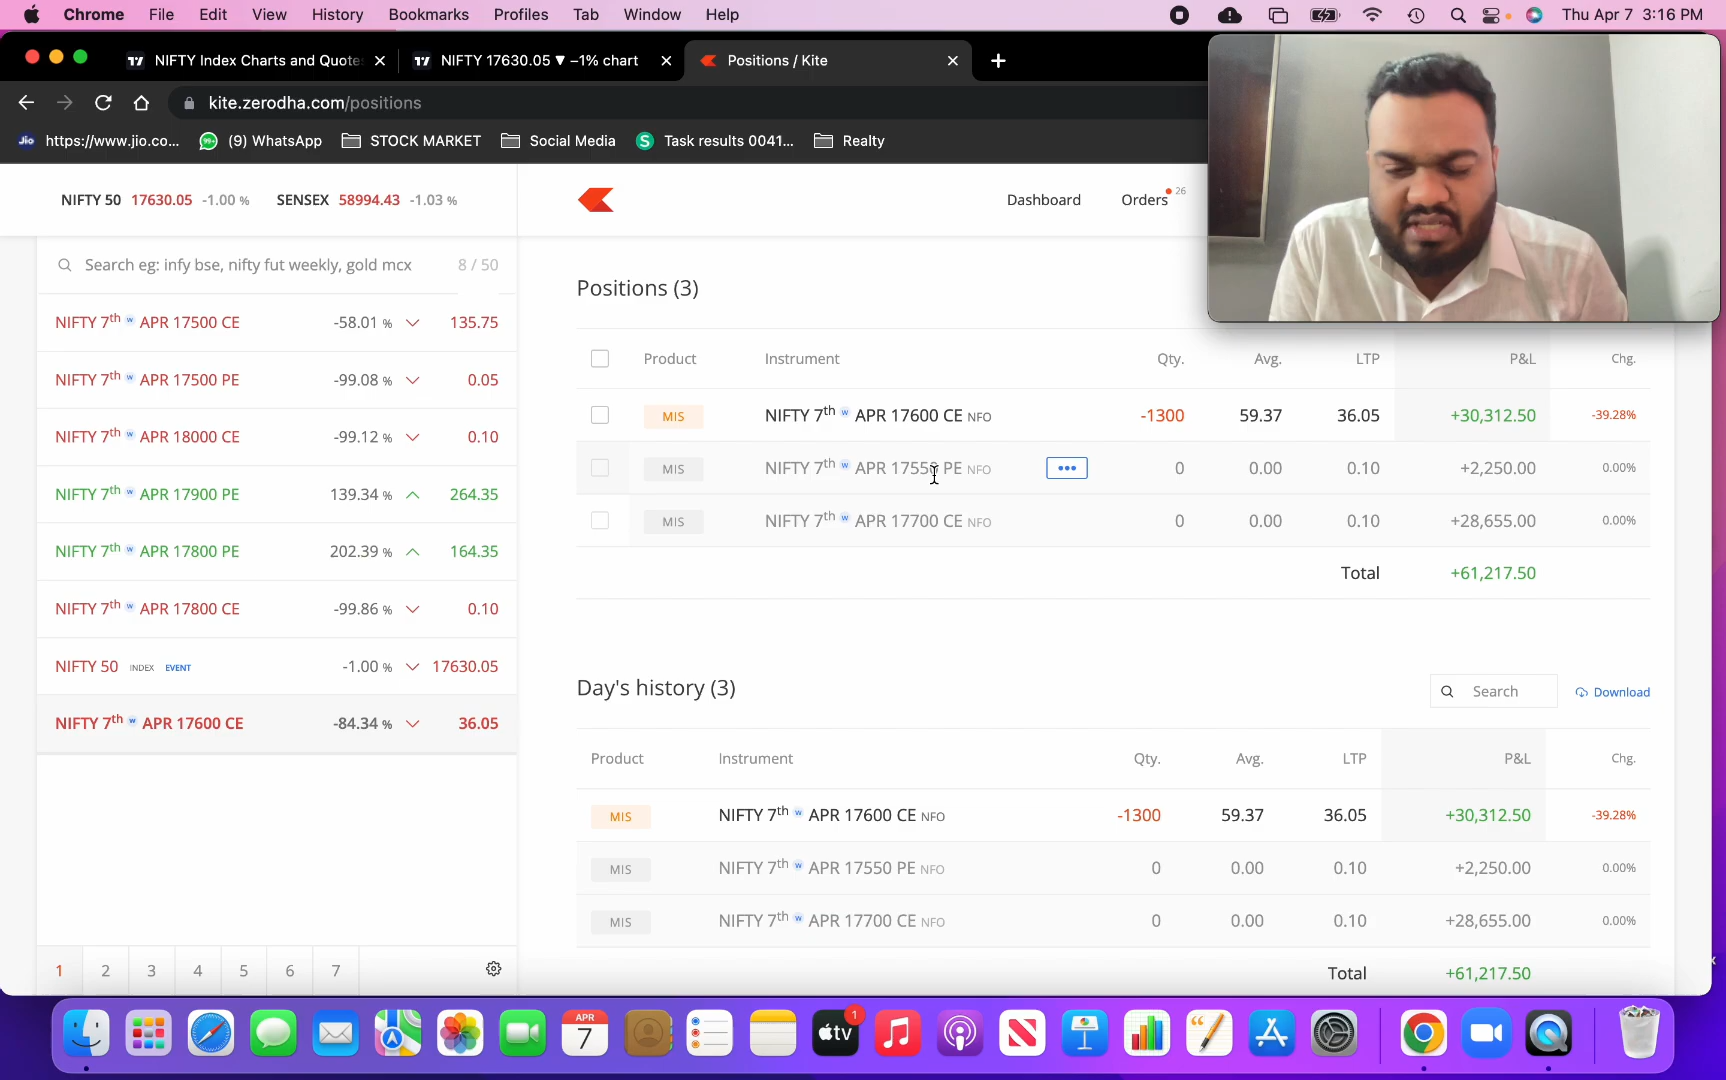 Chrome File Edit View History Bookmarks Profiles Tab Window Help Thu Apr 7 3:16 PM
NIFTY Index Charts and Quote NIFTY 17630.05 ▼ −1% chart Positions / Kite
kite.zerodha.com/positions
Jio https://www.jio.co... 99+ (9) WhatsApp STOCK MARKET Social Media S Task results 0041... Realty
NIFTY 50 17630.05 -1.00 % SENSEX 58994.43 -1.03 % Dashboard Orders 26
Search eg: infy bse, nifty fut weekly, gold mcx 8 / 50
NIFTY 7th w APR 17500 CE -58.01 % 135.75
NIFTY 7th w APR 17500 PE -99.08 % 0.05
NIFTY 7th w APR 18000 CE -99.12 % 0.10
NIFTY 7th w APR 17900 PE 139.34 % 264.35
NIFTY 7th w APR 17800 PE 202.39 % 164.35
NIFTY 7th w APR 17800 CE -99.86 % 0.10
NIFTY 50 INDEX EVENT -1.00 % 17630.05
NIFTY 7th w APR 17600 CE -84.34 % 36.05
1 2 3 4 5 6 7
Positions (3)
Product Instrument Qty. Avg. LTP P&L Chg.
MIS NIFTY 7th w APR 17600 CE NFO -1300 59.37 36.05 +30,312.50 -39.28%
MIS NIFTY 7th w APR 17550 PE NFO 0 0.00 0.10 +2,250.00 0.00%
MIS NIFTY 7th w APR 17700 CE NFO 0 0.00 0.10 +28,655.00 0.00%
Total +61,217.50
Day's history (3) Search Download
Product Instrument Qty. Avg. LTP P&L Chg.
MIS NIFTY 7th w APR 17600 CE NFO -1300 59.37 36.05 +30,312.50 -39.28%
MIS NIFTY 7th w APR 17550 PE NFO 0 0.00 0.10 +2,250.00 0.00%
MIS NIFTY 7th w APR 17700 CE NFO 0 0.00 0.10 +28,655.00 0.00%
Total +61,217.50
APR
7
tv
1